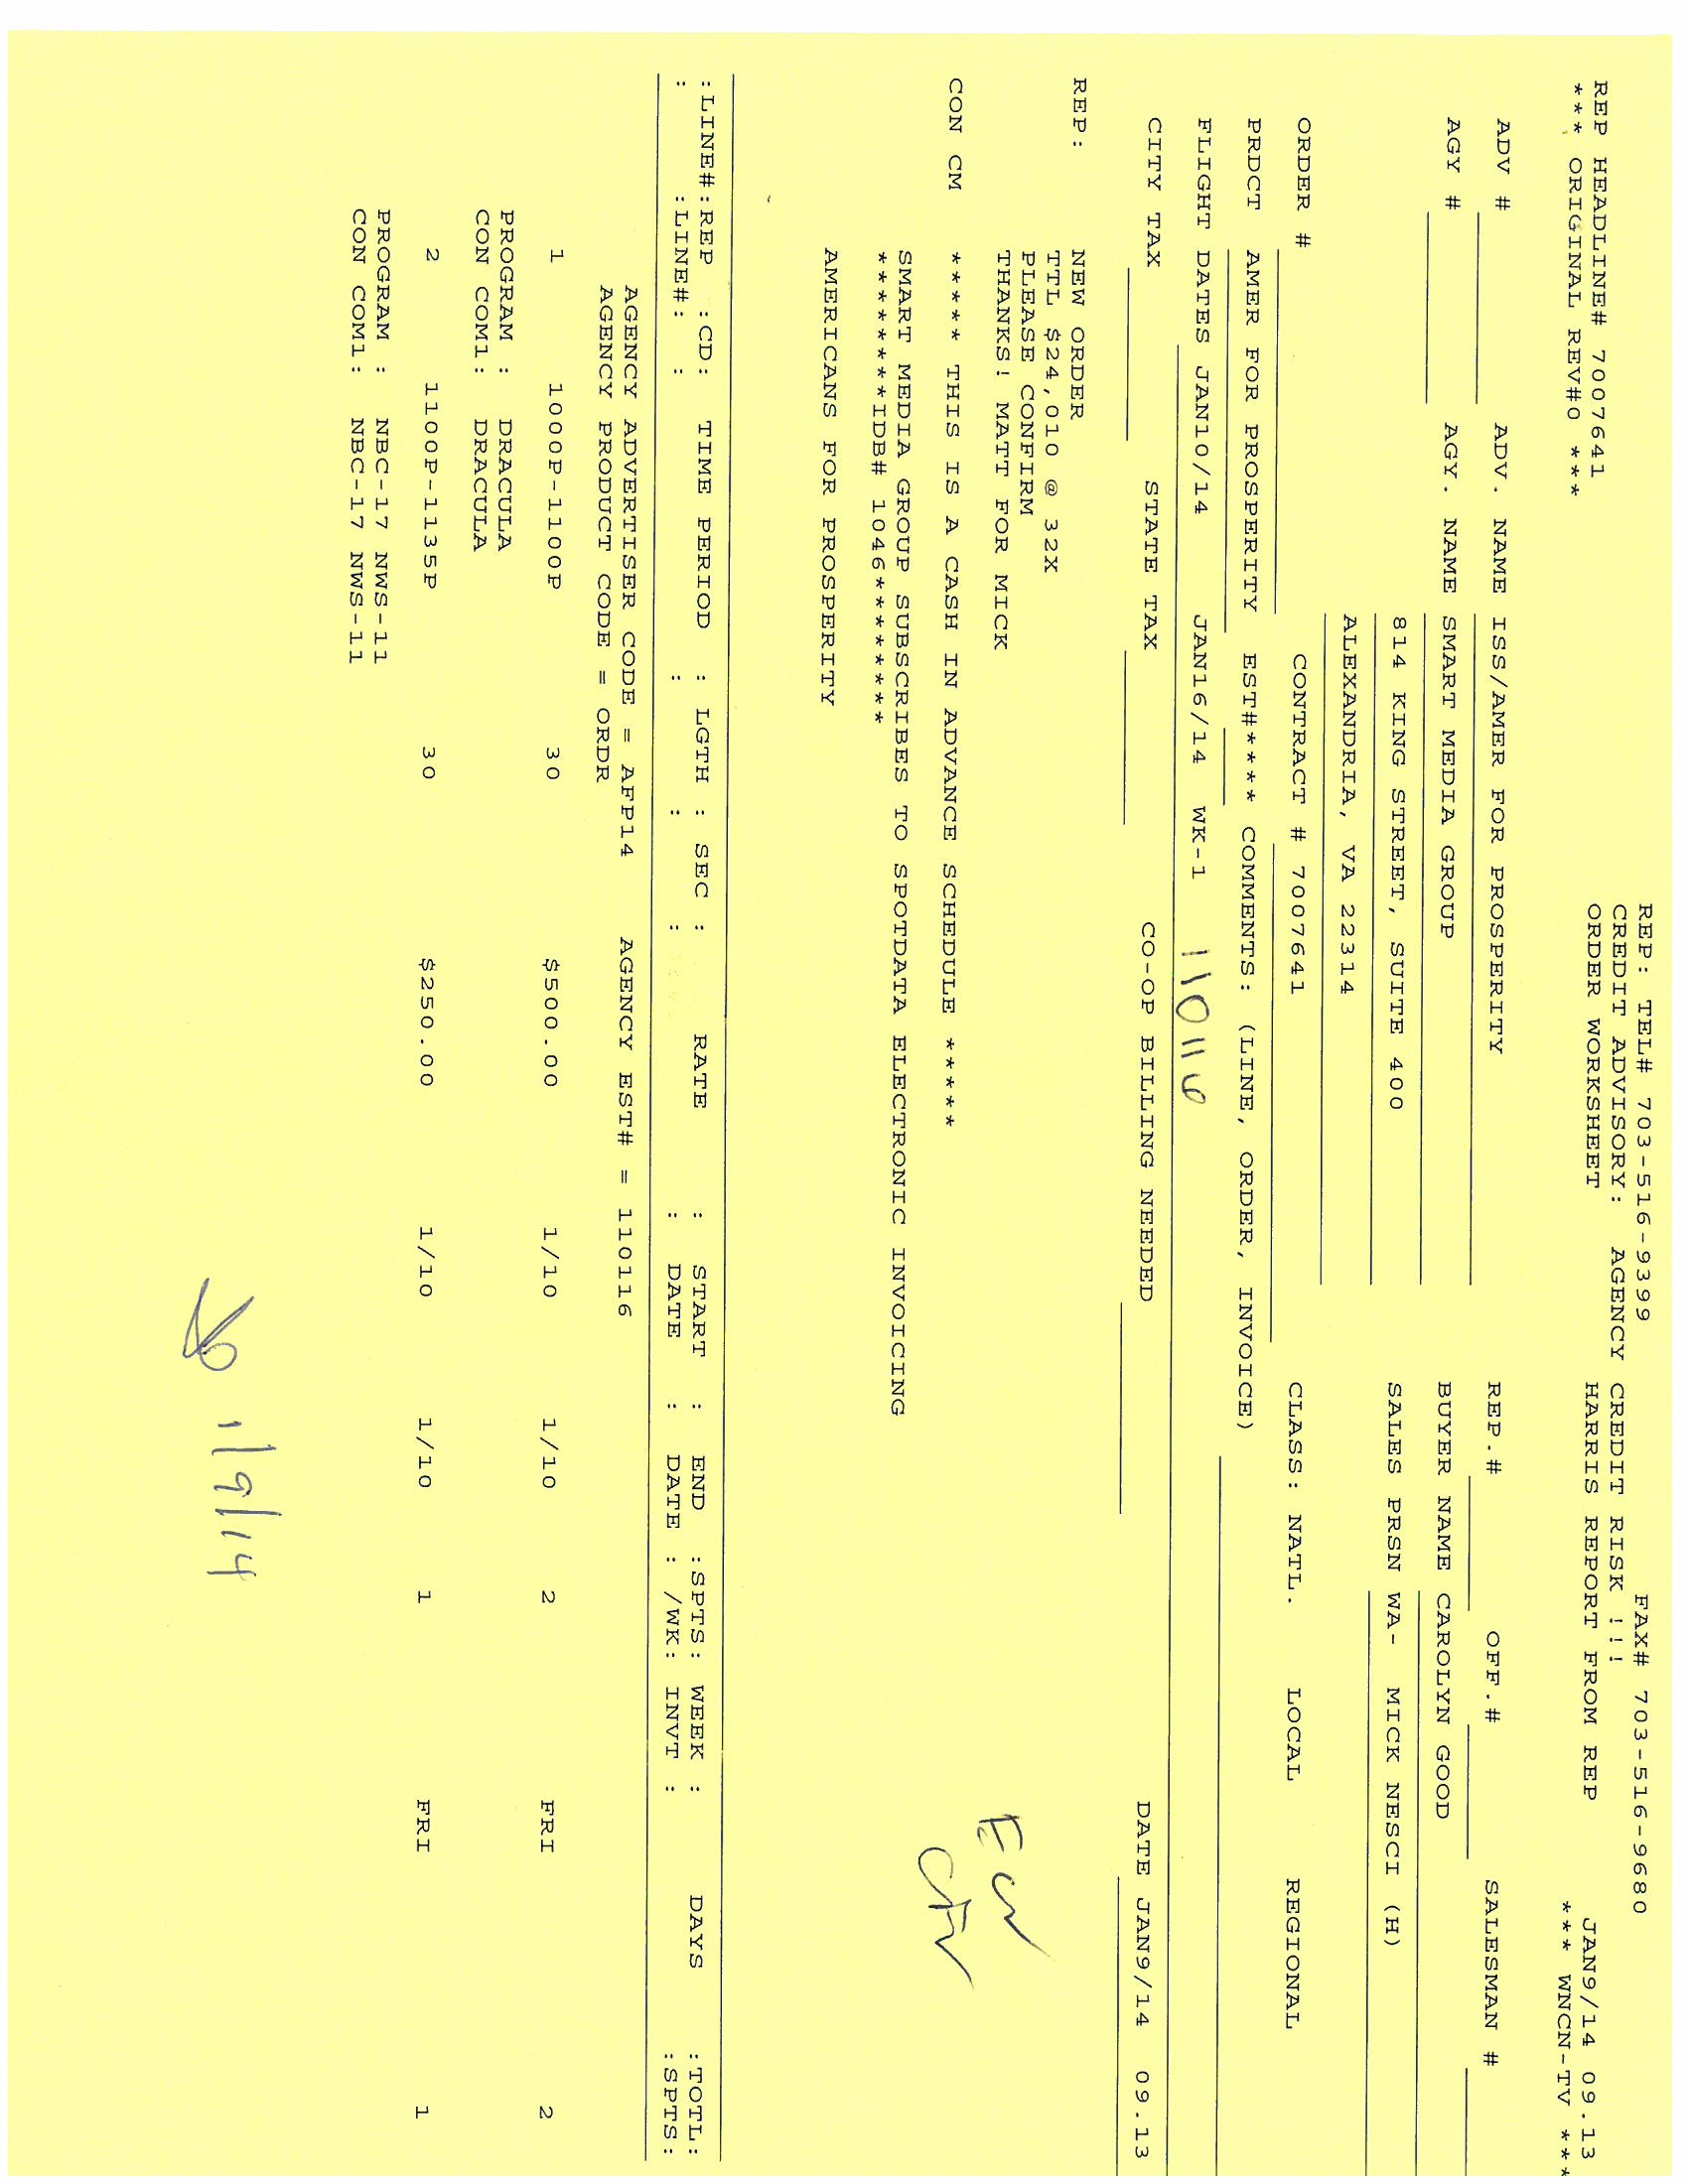 REP: TEL# 703-516-9399 FAX# 703-516-9680
CREDIT ADVISORY: AGENCY CREDIT RISK !!!
REP HEADLINE# 7007641 ORDER WORKSHEET HARRIS REPORT FROM REP JAN9/14 09.13
*** ORIGINAL REV#0 *** *** WNCN-TV ***
ADV # ADV. NAME ISS/AMER FOR PROSPERITY REP.# OFF.# SALESMAN #
AGY # AGY. NAME SMART MEDIA GROUP BUYER NAME CAROLYN GOOD
814 KING STREET, SUITE 400 SALES PRSN WA- MICK NESCI (H)
ALEXANDRIA, VA 22314
ORDER # CONTRACT # 7007641 CLASS: NATL. LOCAL REGIONAL
PRDCT AMER FOR PROSPERITY EST#**** COMMENTS: (LINE, ORDER, INVOICE)
FLIGHT DATES JAN10/14 JAN16/14 WK-1 110116
CITY TAX STATE TAX CO-OP BILLING NEEDED DATE JAN9/14 09.13
REP: NEW ORDER
TTL $24,010 @ 32X
PLEASE CONFIRM
THANKS! MATT FOR MICK
CON CM ***** THIS IS A CASH IN ADVANCE SCHEDULE *****
SMART MEDIA GROUP SUBSCRIBES TO SPOTDATA ELECTRONIC INVOICING
*********IDB# 1046*********
AMERICANS FOR PROSPERITY
:LINE#:REP :CD: TIME PERIOD : LGTH : SEC : RATE : START : END :SPTS: WEEK : DAYS :TOTL:
: :LINE#: : : : : : DATE : DATE : /WK: INVT : :SPTS:
AGENCY ADVERTISER CODE = AFP14 AGENCY EST# = 110116
AGENCY PRODUCT CODE = ORDR
1 1000P-1100P 30 $500.00 1/10 1/10 2 FRI 2
PROGRAM : DRACULA
CON COM1: DRACULA
2 1100P-1135P 30 $250.00 1/10 1/10 1 FRI 1
PROGRAM : NBC-17 NWS-11
CON COM1: NBC-17 NWS-11
1/9/14